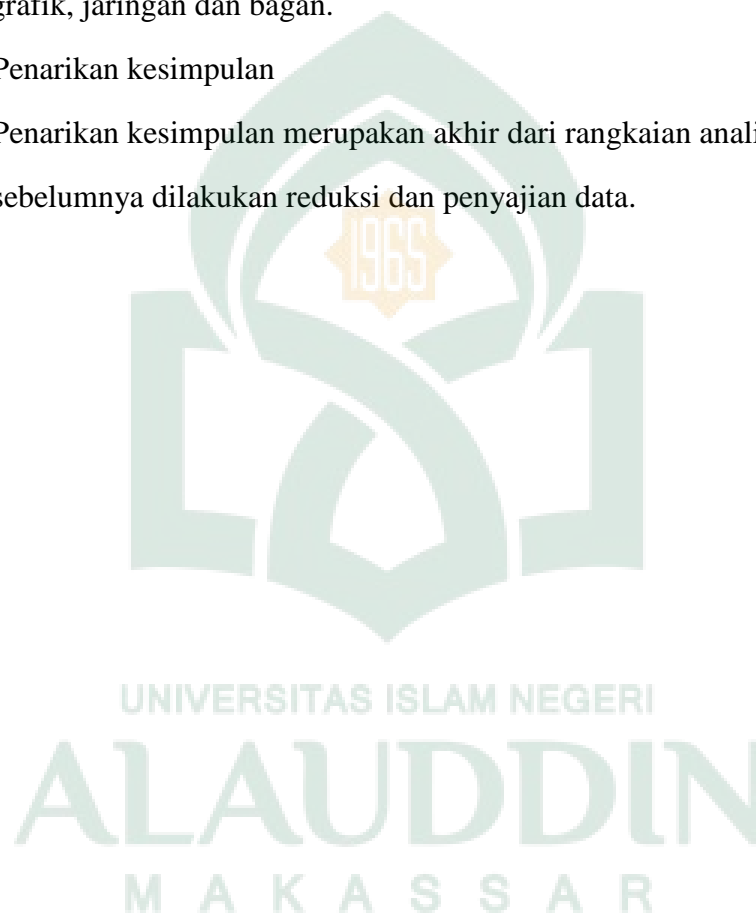 grafik, jaringan dan bagan.
Penarikan kesimpulan
Penarikan kesimpulan merupakan akhir dari rangkaian anali
sebelumnya dilakukan reduksi dan penyajian data.
1965
UNIVERSITAS ISLAM NEGERI
ALAUDDIN
MAKASSAR